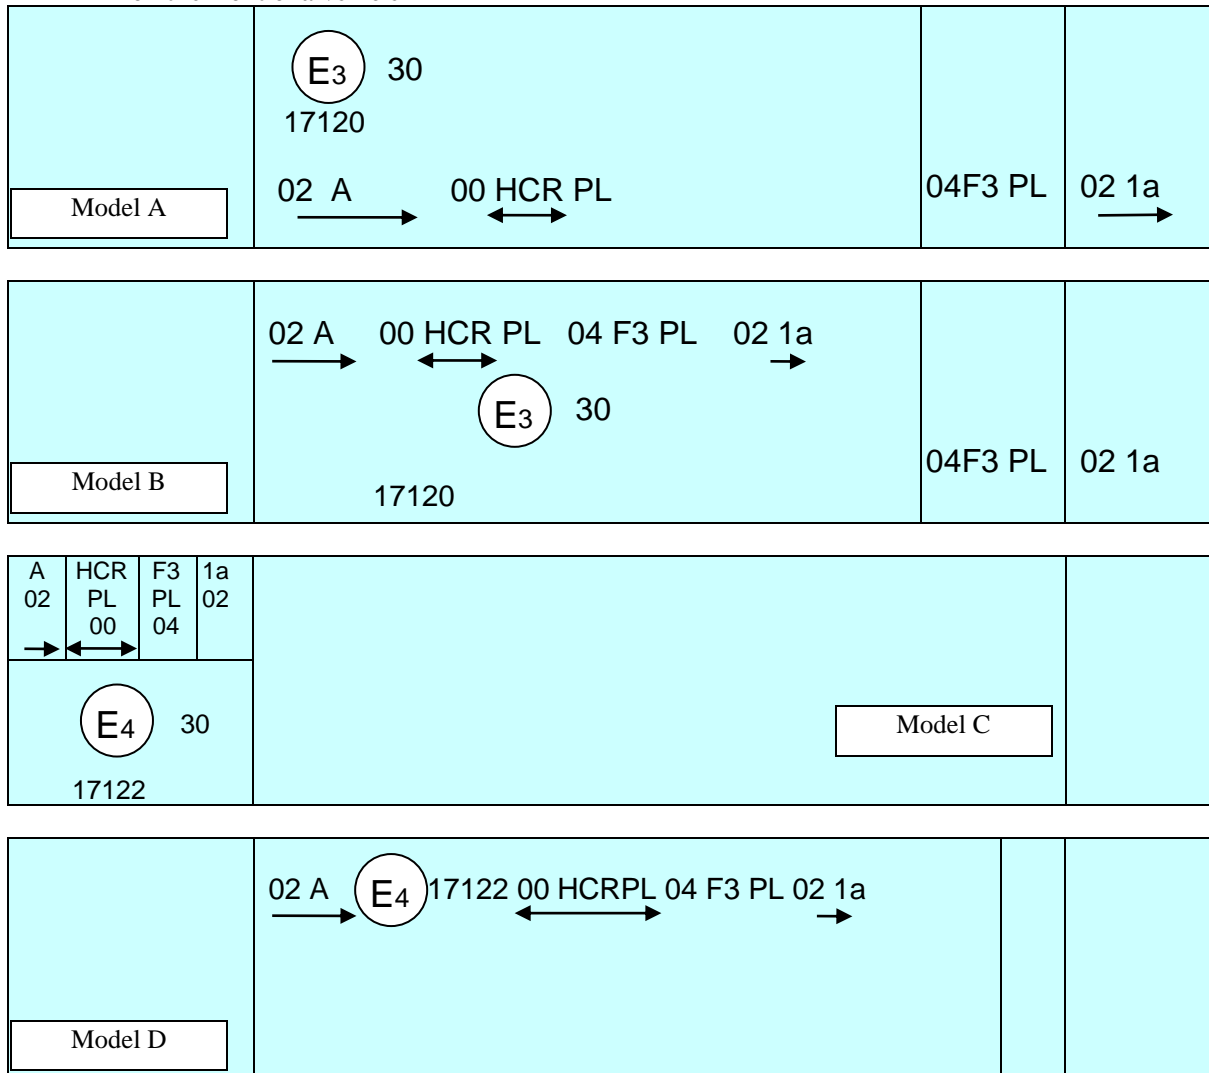 E3 30
17120
02 A 00 HCR PL 04F3 PL 02 1a
Model A
02 A 00 HCR PL 04 F3 PL 02 1a
E3 30
04F3 PL 02 1a
Model B
17120
A HCR F3 1a
02 PL PL 02
00 04
E4 30
Model C
17122
02 A E4 17122 00 HCRPL 04 F3 PL 02 1a
Model D